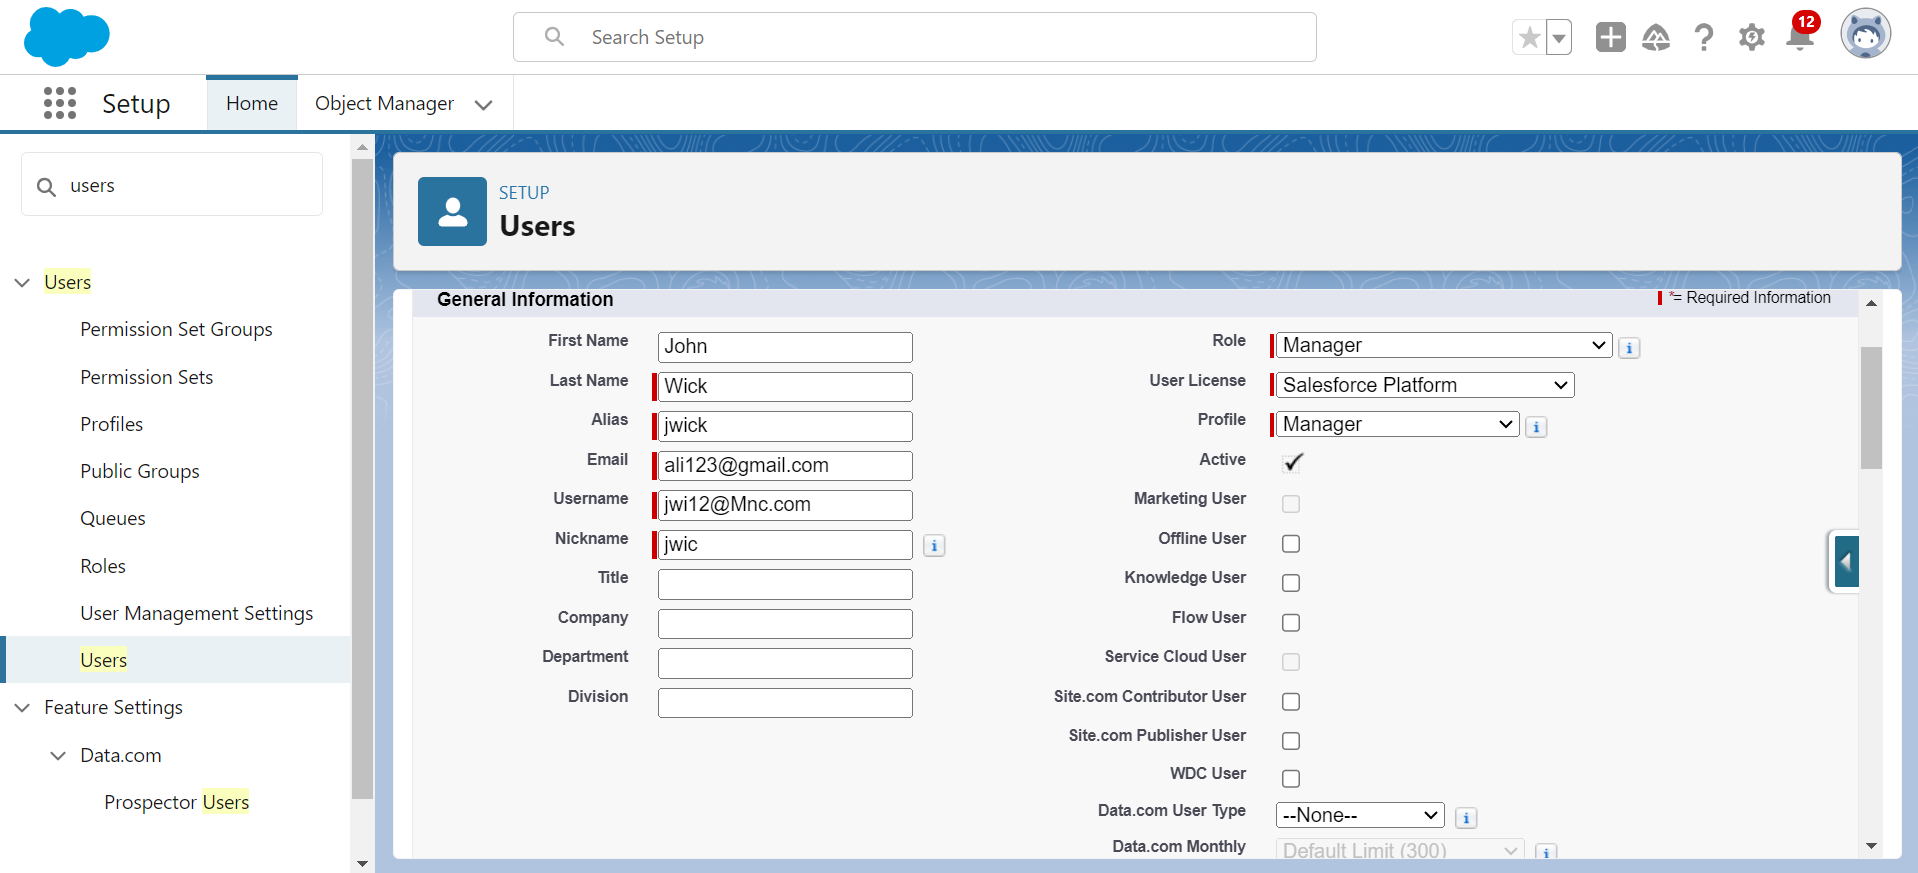 Search Setup
12
Setup
Home
Object Manager
users
Users
Permission Set Groups
Permission Sets
Profiles
Public Groups
Queues
Roles
User Management Settings
Users
Feature Settings
Data.com
Prospector Users
SETUP
Users
General Information
*= Required Information
First Name John
Last Name Wick
Alias jwick
Email ali123@gmail.com
Username jwi12@Mnc.com
Nickname jwic
Title
Company
Department
Division
Role Manager
User License Salesforce Platform
Profile Manager
Active
Marketing User
Offline User
Knowledge User
Flow User
Service Cloud User
Site.com Contributor User
Site.com Publisher User
WDC User
Data.com User Type --None--
Data.com Monthly Default Limit (300)